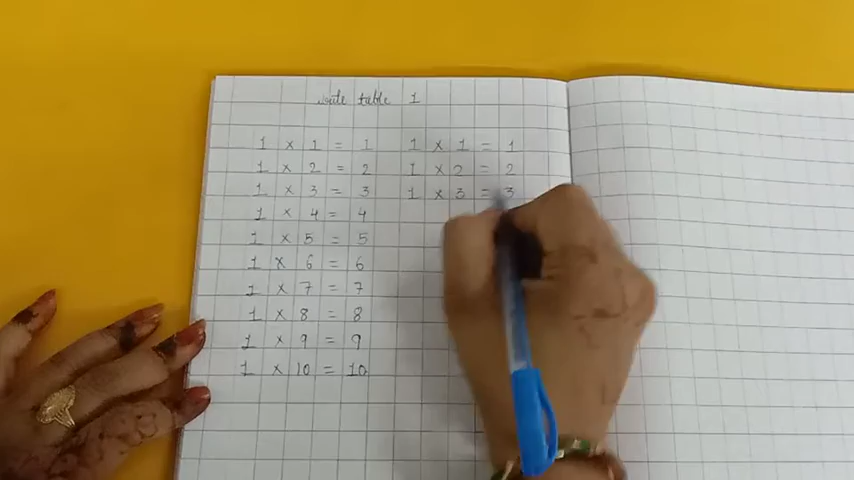 write table 1
1 × 1 = 1 1 × 1 = 1
1 × 2 = 2 1 × 2 = 2
1 × 3 = 3 1 × 3 = 3
1 × 4 = 4
1 × 5 = 5
1 × 6 = 6
1 × 7 = 7
1 × 8 = 8
1 × 9 = 9
1 × 10 = 10